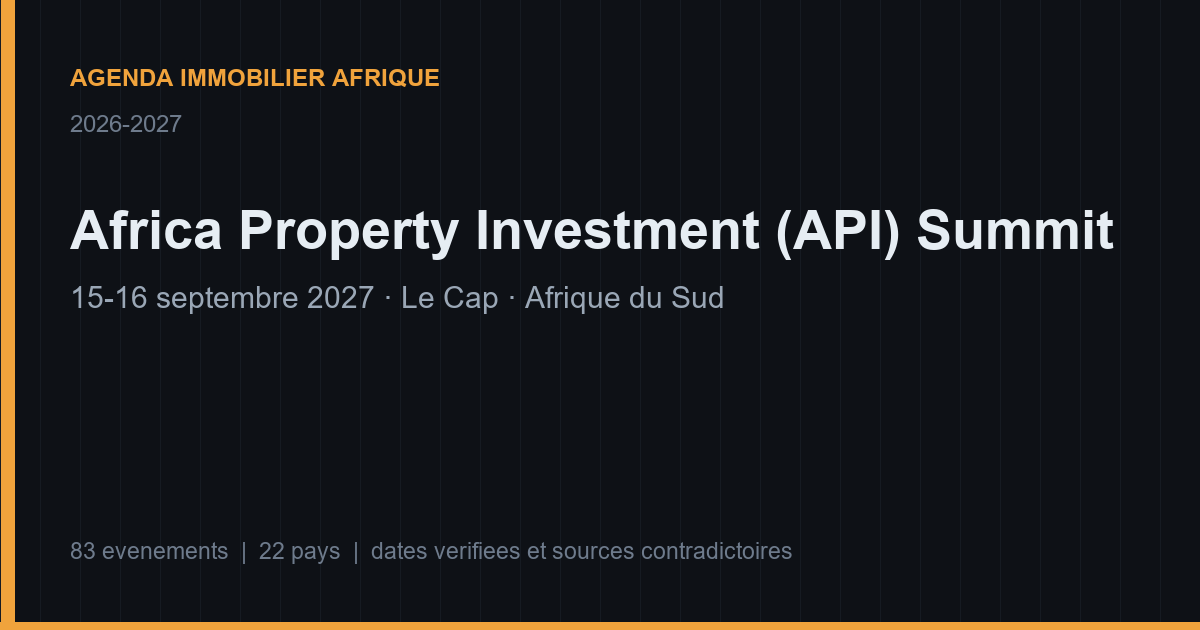 AGENDA IMMOBILIER AFRIQUE
2026-2027
Africa Property Investment (API) Summit
15-16 septembre 2027 · Le Cap · Afrique du Sud
83 evenements | 22 pays | dates verifiees et sources contradictoires